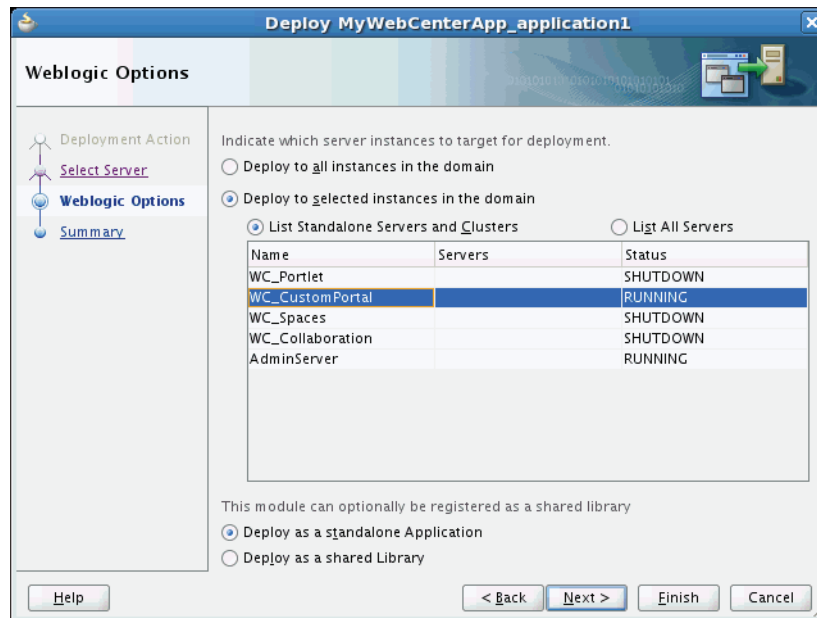 Deploy MyWebCenterApp_application1
Weblogic Options
Deployment Action
Select Server
Weblogic Options
Summary
Indicate which server instances to target for deployment.
Deploy to all instances in the domain
Deploy to selected instances in the domain
List Standalone Servers and Clusters List All Servers
Name Servers Status
WC_Portlet SHUTDOWN
WC_CustomPortal RUNNING
WC_Spaces SHUTDOWN
WC_Collaboration SHUTDOWN
AdminServer RUNNING
This module can optionally be registered as a shared library
Deploy as a standalone Application
Deploy as a shared Library
Help < Back Next > Finish Cancel